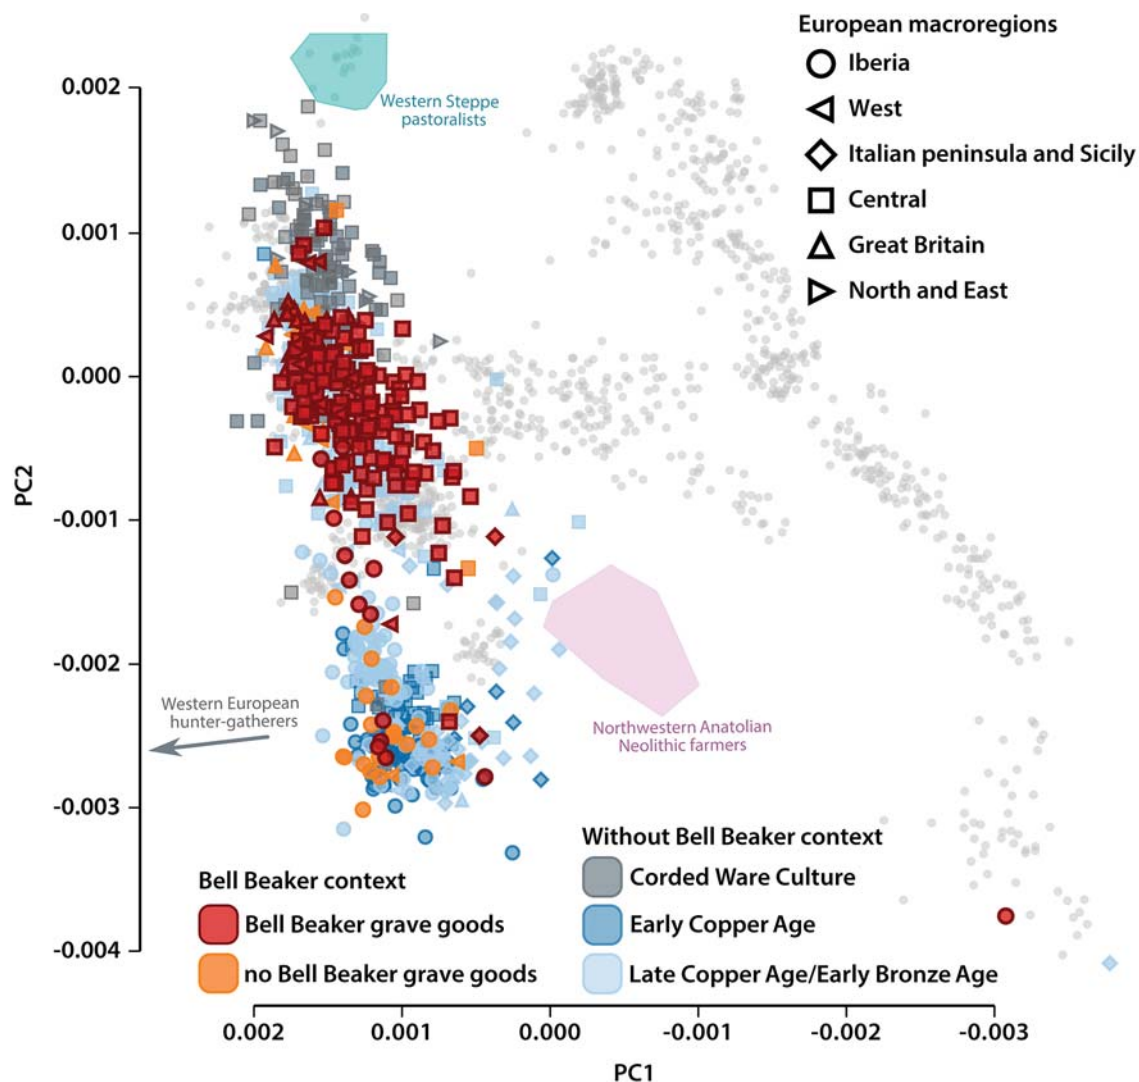 European macroregions
Iberia
West
Italian peninsula and Sicily
Central
Great Britain
North and East
Western Steppe
pastoralists
0.002
0.001
0.000
-0.001
-0.002
-0.003
-0.004
PC2
Western European
hunter-gatherers
Northwestern Anatolian
Neolithic farmers
Bell Beaker context
Bell Beaker grave goods
no Bell Beaker grave goods
Without Bell Beaker context
Corded Ware Culture
Early Copper Age
Late Copper Age/Early Bronze Age
0.002
0.001
0.000
-0.001
-0.002
-0.003
PC1